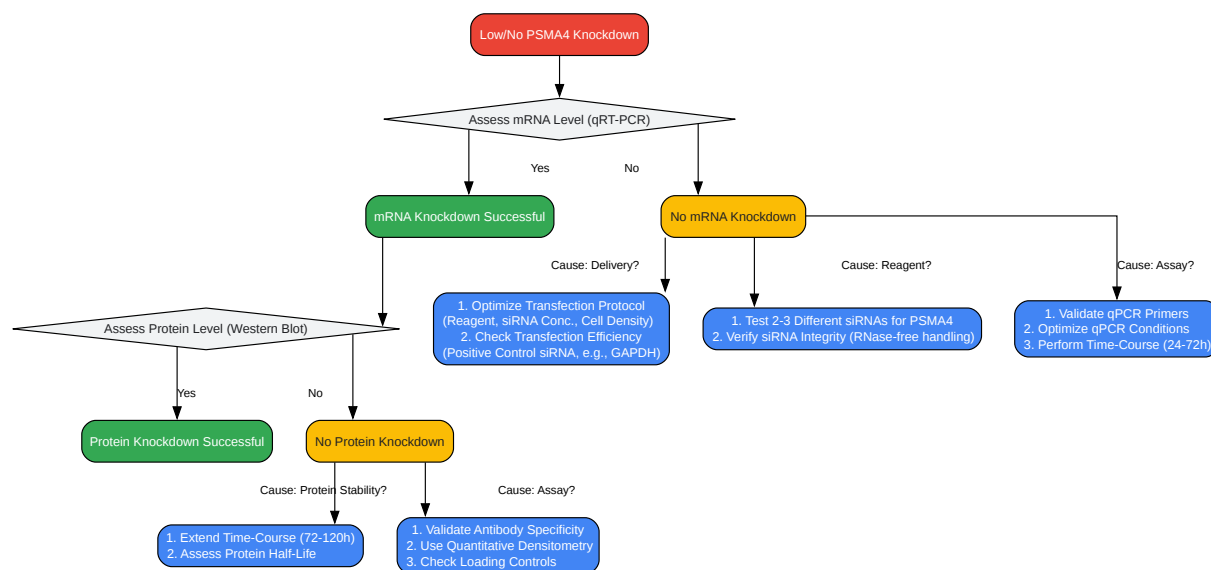 Low/No PSMA4 Knockdown
Assess mRNA Level (qRT-PCR)
Yes
No
mRNA Knockdown Successful
No mRNA Knockdown
Cause: Delivery?
Cause: Reagent?
Cause: Assay?
1. Optimize Transfection Protocol
(Reagent, siRNA Conc., Cell Density)
2. Check Transfection Efficiency
(Positive Control siRNA, e.g., GAPDH)
1. Test 2-3 Different siRNAs for PSMA4
2. Verify siRNA Integrity (RNase-free handling)
1. Validate qPCR Primers
2. Optimize qPCR Conditions
3. Perform Time-Course (24-72h)
Assess Protein Level (Western Blot)
Yes
No
Protein Knockdown Successful
No Protein Knockdown
Cause: Protein Stability?
Cause: Assay?
1. Extend Time-Course (72-120h)
2. Assess Protein Half-Life
1. Validate Antibody Specificity
2. Use Quantitative Densitometry
3. Check Loading Controls